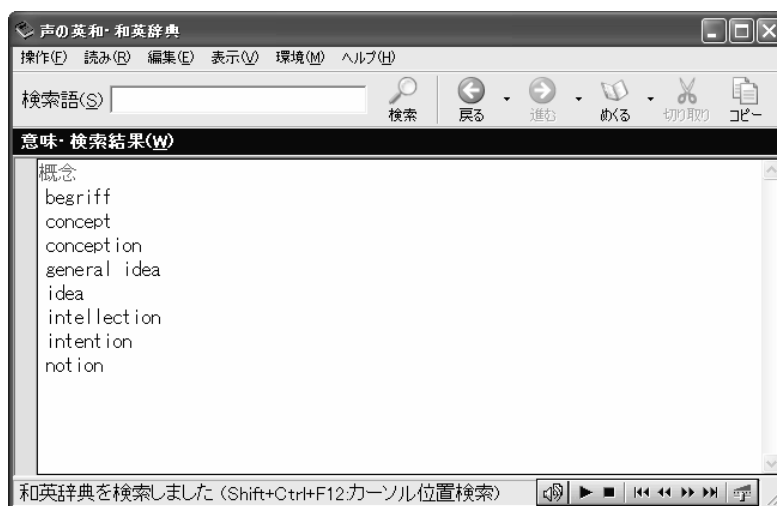 声の英和・和英辞典
操作(F) 読み(R) 編集(E) 表示(V) 環境(M) ヘルプ(H)
検索語(S) 検索 戻る 進む めくる 切り取り コピー
意味・検索結果(W)
概念
begriff
concept
conception
general idea
idea
intellection
intention
notion
和英辞典を検索しました (Shift+Ctrl+F12:カーソル位置検索)